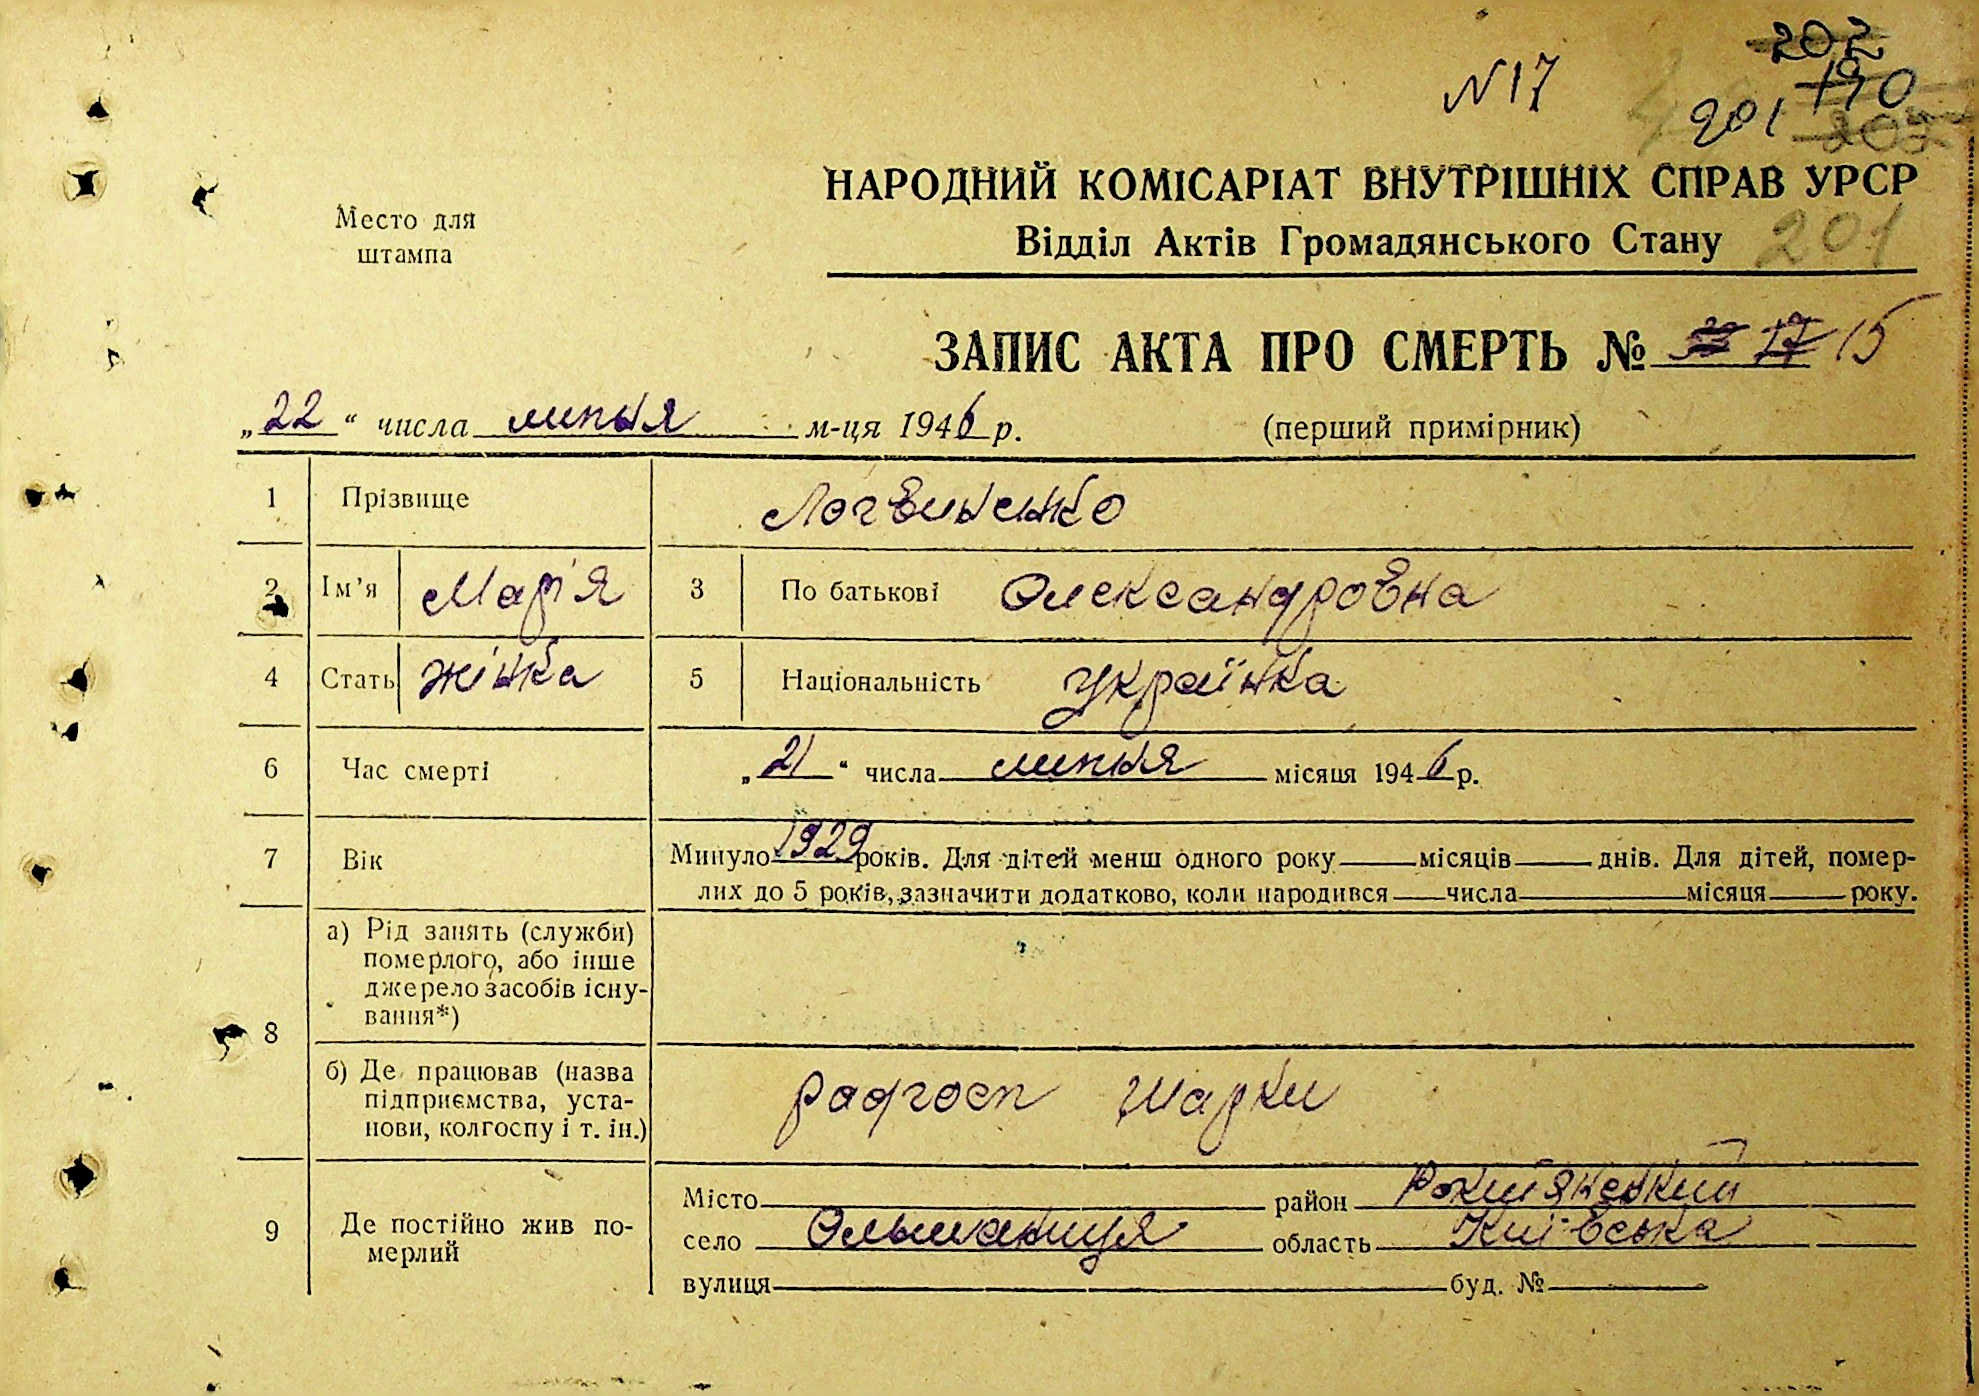 N 17
202
190
201
203
Место для
штампа
НАРОДНИЙ КОМІСАРІАТ ВНУТРІШНІХ СПРАВ УРСР
Відділ Актів Громадянського Стану
201
ЗАПИС АКТА ПРО СМЕРТЬ № 17 15
„22“ числа липня м-ця 1946 р.
(перший примірник)
1 Прізвище Логвиненко
2 Ім’я Мар'я 3 По батькові Олександровна
4 Стать жінка 5 Національність українка
6 Час смерті „21“ числа липня місяця 1946 р.
7 Вік Минуло 1929 років. Для дітей менш одного року місяців днів. Для дітей, помер-
лих до 5 років, зазначити додатково, коли народився числа місяця року.
8
а) Рід занять (служби)
померлого, або інше
джерело засобів існу-
вання*)
б) Де працював (назва
підприємства, уста-
нови, колгоспу і т. ін.)
радгосп Шарки
9 Де постійно жив по-
мерлий
Місто район
село Ольшаниця область Київська
вулиця буд. №